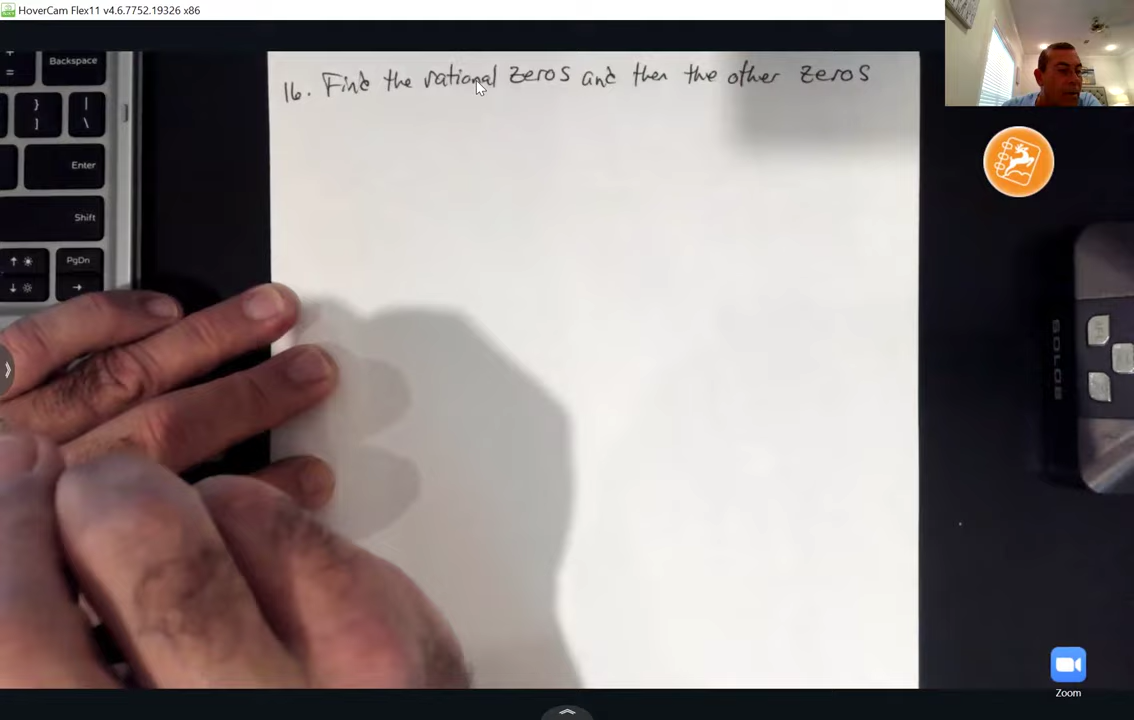 HoverCam Flex11 v4.6.7752.19326 x86
Backspace
+
=
}
]
|
\
Enter
Shift
PgDn
16. Find the rational zeros and then the other zeros
SOLO8
Zoom